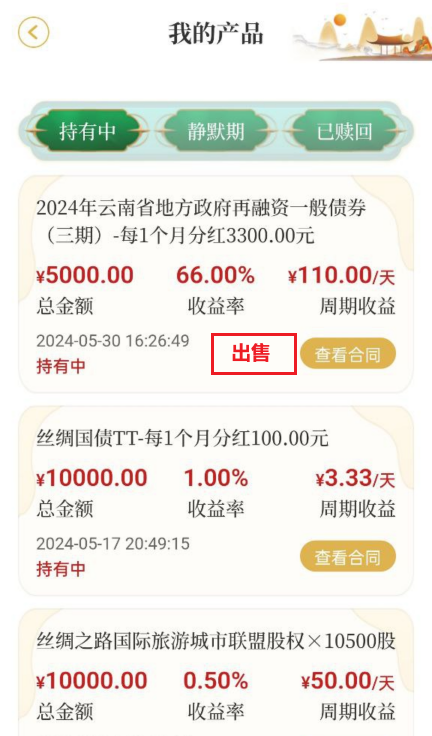 我的产品
持有中 静默期 已赎回
2024年云南省地方政府再融资一般债券
（三期）-每1个月分红3300.00元
¥5000.00 66.00% ¥110.00/天
总金额 收益率 周期收益
2024-05-30 16:26:49
出售 查看合同
持有中
丝绸国债TT-每1个月分红100.00元
¥10000.00 1.00% ¥3.33/天
总金额 收益率 周期收益
2024-05-17 20:49:15
查看合同
持有中
丝绸之路国际旅游城市联盟股权×10500股
¥10000.00 0.50% ¥50.00/天
总金额 收益率 周期收益